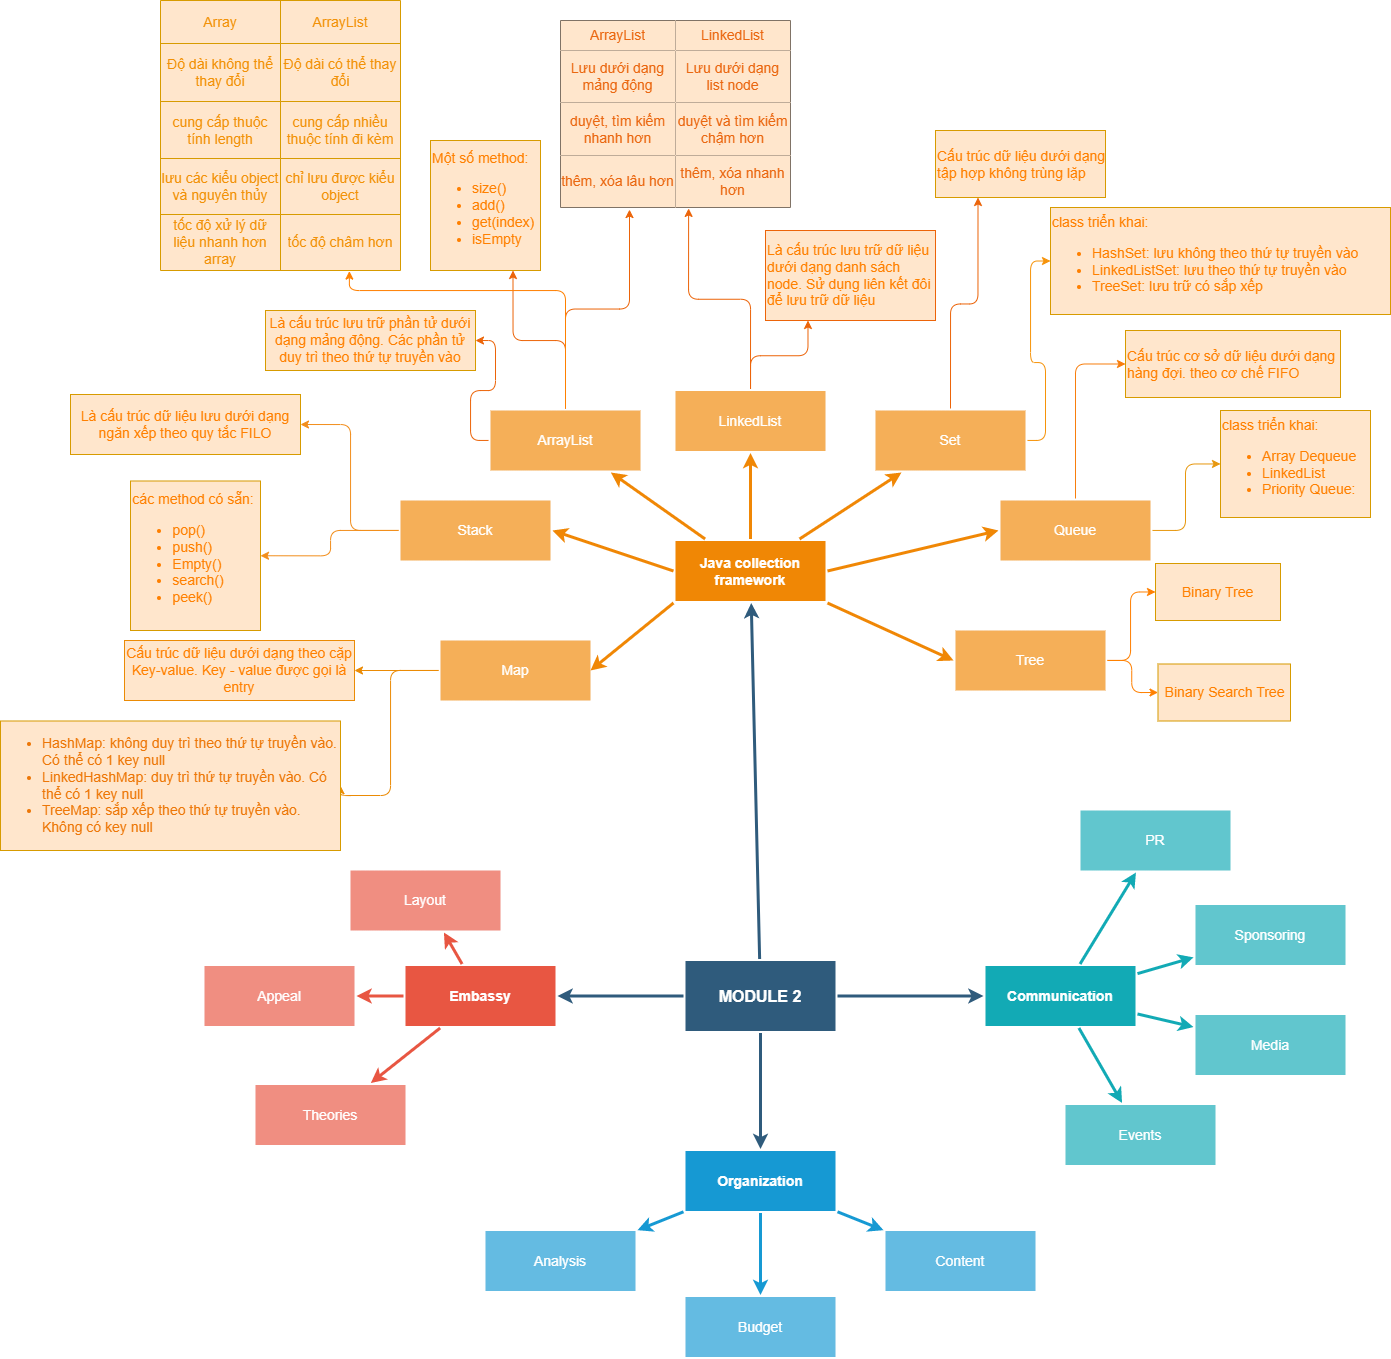 Array
ArrayList
Độ dài không thể
thay đổi
Độ dài có thể thay
đổi
cung cấp thuộc
tính length
cung cấp nhiều
thuộc tính đi kèm
lưu các kiểu object
và nguyên thủy
chỉ lưu được kiểu
object
tốc độ xử lý dữ
liệu nhanh hơn
array
tốc độ châm hơn
Một số method:
size()
add()
get(index)
isEmpty
ArrayList
LinkedList
Lưu dưới dạng
mảng động
Lưu dưới dạng
list node
duyệt, tìm kiếm
nhanh hơn
duyệt và tìm kiếm
chậm hơn
thêm, xóa lâu hơn
thêm, xóa nhanh
hơn
Cấu trúc dữ liệu dưới dạng
tập hợp không trùng lặp
class triển khai:
HashSet: lưu không theo thứ tự truyền vào
LinkedListSet: lưu theo thứ tự truyền vào
TreeSet: lưu trữ có sắp xếp
Là cấu trúc lưu trữ dữ liệu
dưới dạng danh sách
node. Sử dụng liên kết đôi
để lưu trữ dữ liệu
Là cấu trúc lưu trữ phần tử dưới
dạng mảng động. Các phần tử
duy trì theo thứ tự truyền vào
Cấu trúc cơ sở dữ liệu dưới dạng
hàng đợi. theo cơ chế FIFO
Là cấu trúc dữ liệu lưu dưới dạng
ngăn xếp theo quy tắc FILO
ArrayList
LinkedList
Set
class triển khai:
Array Dequeue
LinkedList
Priority Queue:
các method có sẵn:
pop()
push()
Empty()
search()
peek()
Stack
Queue
Java collection
framework
Binary Tree
Cấu trúc dữ liệu dưới dạng theo cặp
Key-value. Key - value được gọi là
entry
Map
Tree
Binary Search Tree
HashMap: không duy trì theo thứ tự truyền vào.
Có thể có 1 key null
LinkedHashMap: duy trì thứ tự truyền vào. Có
thể có 1 key null
TreeMap: sắp xếp theo thứ tự truyền vào.
Không có key null
PR
Layout
Sponsoring
Appeal
Embassy
MODULE 2
Communication
Media
Theories
Events
Organization
Analysis
Content
Budget